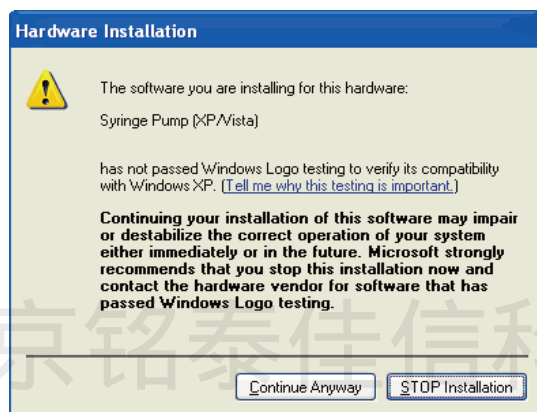 Hardware Installation
The software you are installing for this hardware:
Syringe Pump (XP/Vista)
has not passed Windows Logo testing to verify its compatibility
with Windows XP. (Tell me why this testing is important.)
Continuing your installation of this software may impair
or destabilize the correct operation of your system
either immediately or in the future. Microsoft strongly
recommends that you stop this installation now and
contact the hardware vendor for software that has
passed Windows Logo testing.
京铭泰佳信科
Continue Anyway
STOP Installation